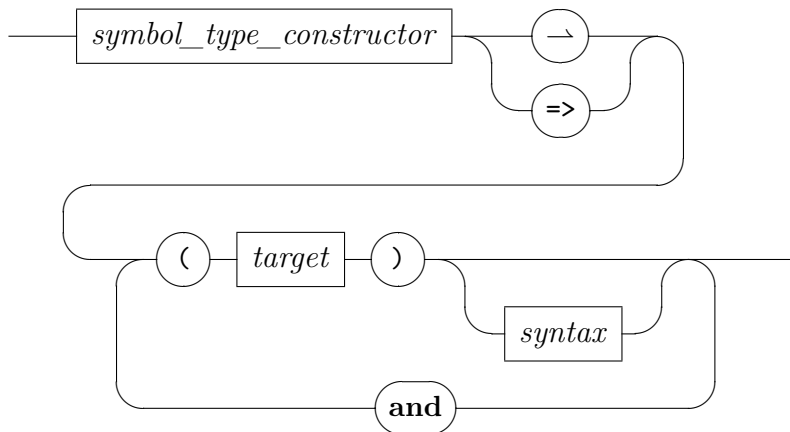 symbol_type_constructor ⇀
=>
( target )
syntax
and